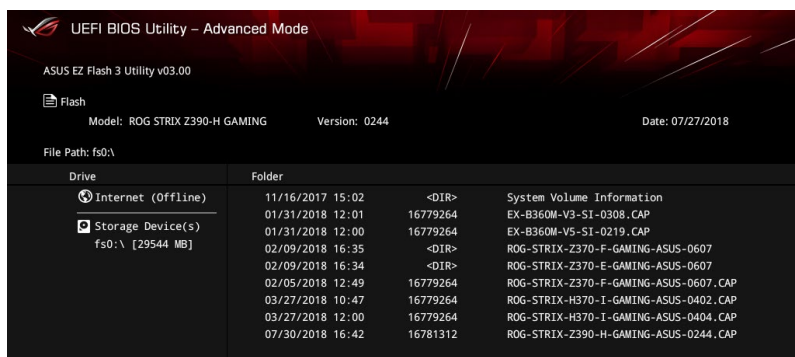 UEFI BIOS Utility – Advanced Mode
ASUS EZ Flash 3 Utility v03.00
Flash
Model: ROG STRIX Z390-H GAMING Version: 0244 Date: 07/27/2018
File Path: fs0:\
Drive Folder
Internet (Offline) 11/16/2017 15:02 <DIR> System Volume Information
01/31/2018 12:01 16779264 EX-B360M-V3-SI-0308.CAP
Storage Device(s) 01/31/2018 12:00 16779264 EX-B360M-V5-SI-0219.CAP
fs0:\ [29544 MB] 02/09/2018 16:35 <DIR> ROG-STRIX-Z370-F-GAMING-ASUS-0607
02/09/2018 16:34 <DIR> ROG-STRIX-Z370-E-GAMING-ASUS-0607
02/05/2018 12:49 16779264 ROG-STRIX-Z370-F-GAMING-ASUS-0607.CAP
03/27/2018 10:47 16779264 ROG-STRIX-H370-I-GAMING-ASUS-0402.CAP
03/27/2018 12:00 16779264 ROG-STRIX-H370-I-GAMING-ASUS-0404.CAP
07/30/2018 16:42 16781312 ROG-STRIX-Z390-H-GAMING-ASUS-0244.CAP